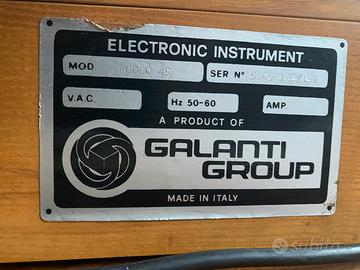 ELECTRONIC INSTRUMENT
MOD. RODEO 49 SER N°
V.A.C. Hz 50-60 AMP.
A PRODUCT OF
GALANTI
GROUP
MADE IN ITALY
subito